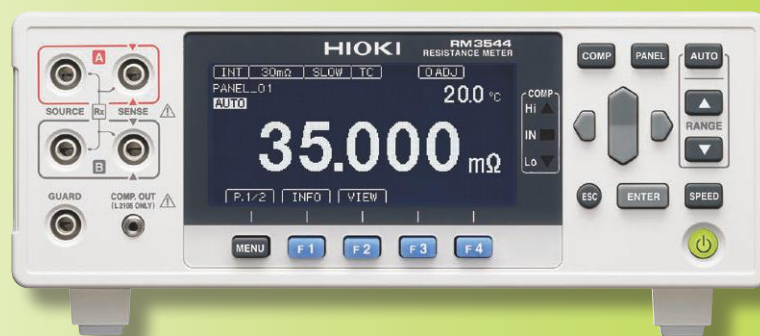 HIOKI
RM3544
RESISTANCE METER
A
SOURCE Rx SENSE
B
GUARD
COMP. OUT
(L2105 ONLY)
INT 30mΩ SLOW TC 0 ADJ
PANEL_01
AUTO
20.0 °C
35.000 mΩ
COMP
Hi
IN
Lo
P.1/2 INFO VIEW
MENU F1 F2 F3 F4
COMP PANEL AUTO
RANGE
ESC ENTER SPEED